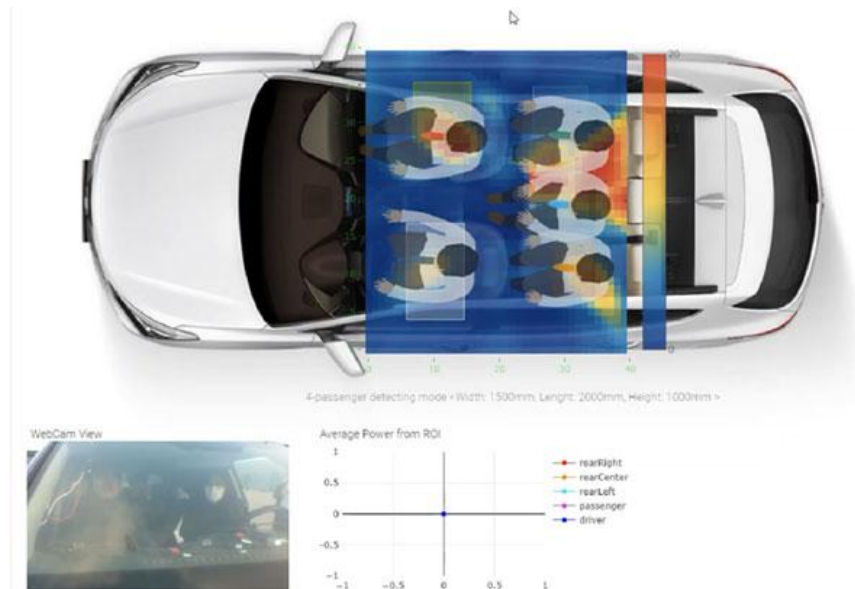 20
0
0
10
20
30
40
4-passenger detecting mode < Width: 1500mm, Lenght: 2000mm, Height: 1000mm >
WebCam View
Average Power from ROI
1
0.5
0
−0.5
−1
−1
−0.5
0
0.5
1
rearRight
rearCenter
rearLeft
passenger
driver